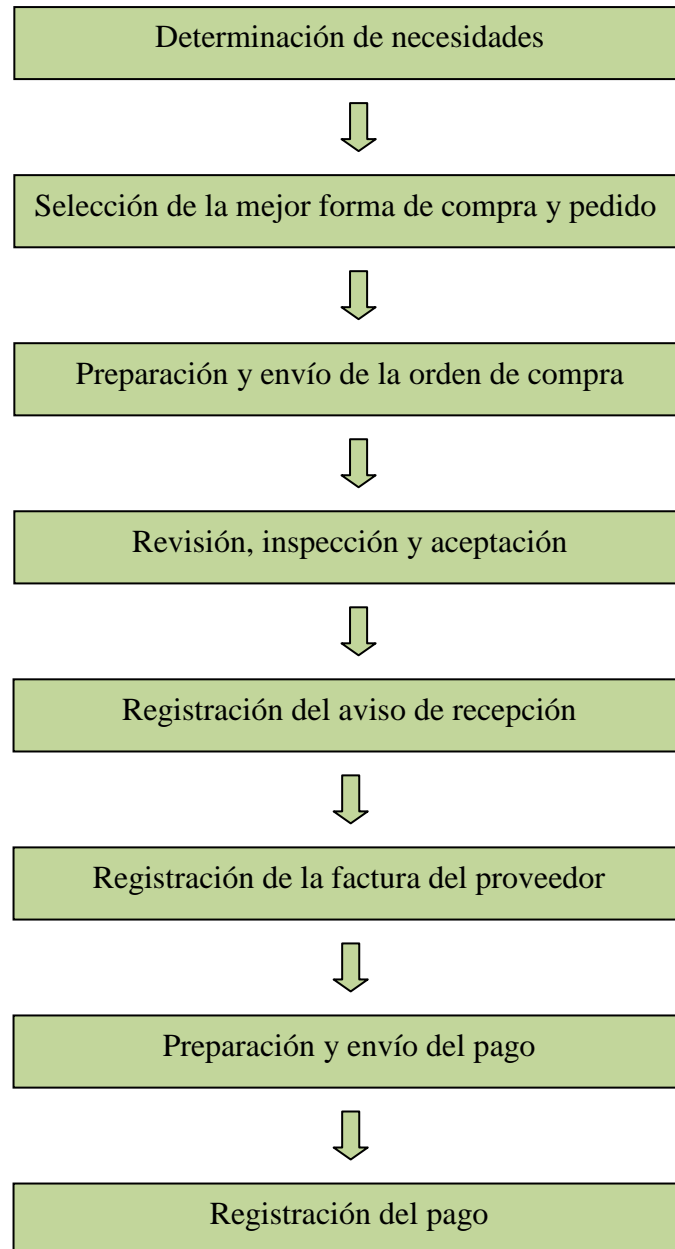 Determinación de necesidades
Selección de la mejor forma de compra y pedido
Preparación y envío de la orden de compra
Revisión, inspección y aceptación
Registración del aviso de recepción
Registración de la factura del proveedor
Preparación y envío del pago
Registración del pago